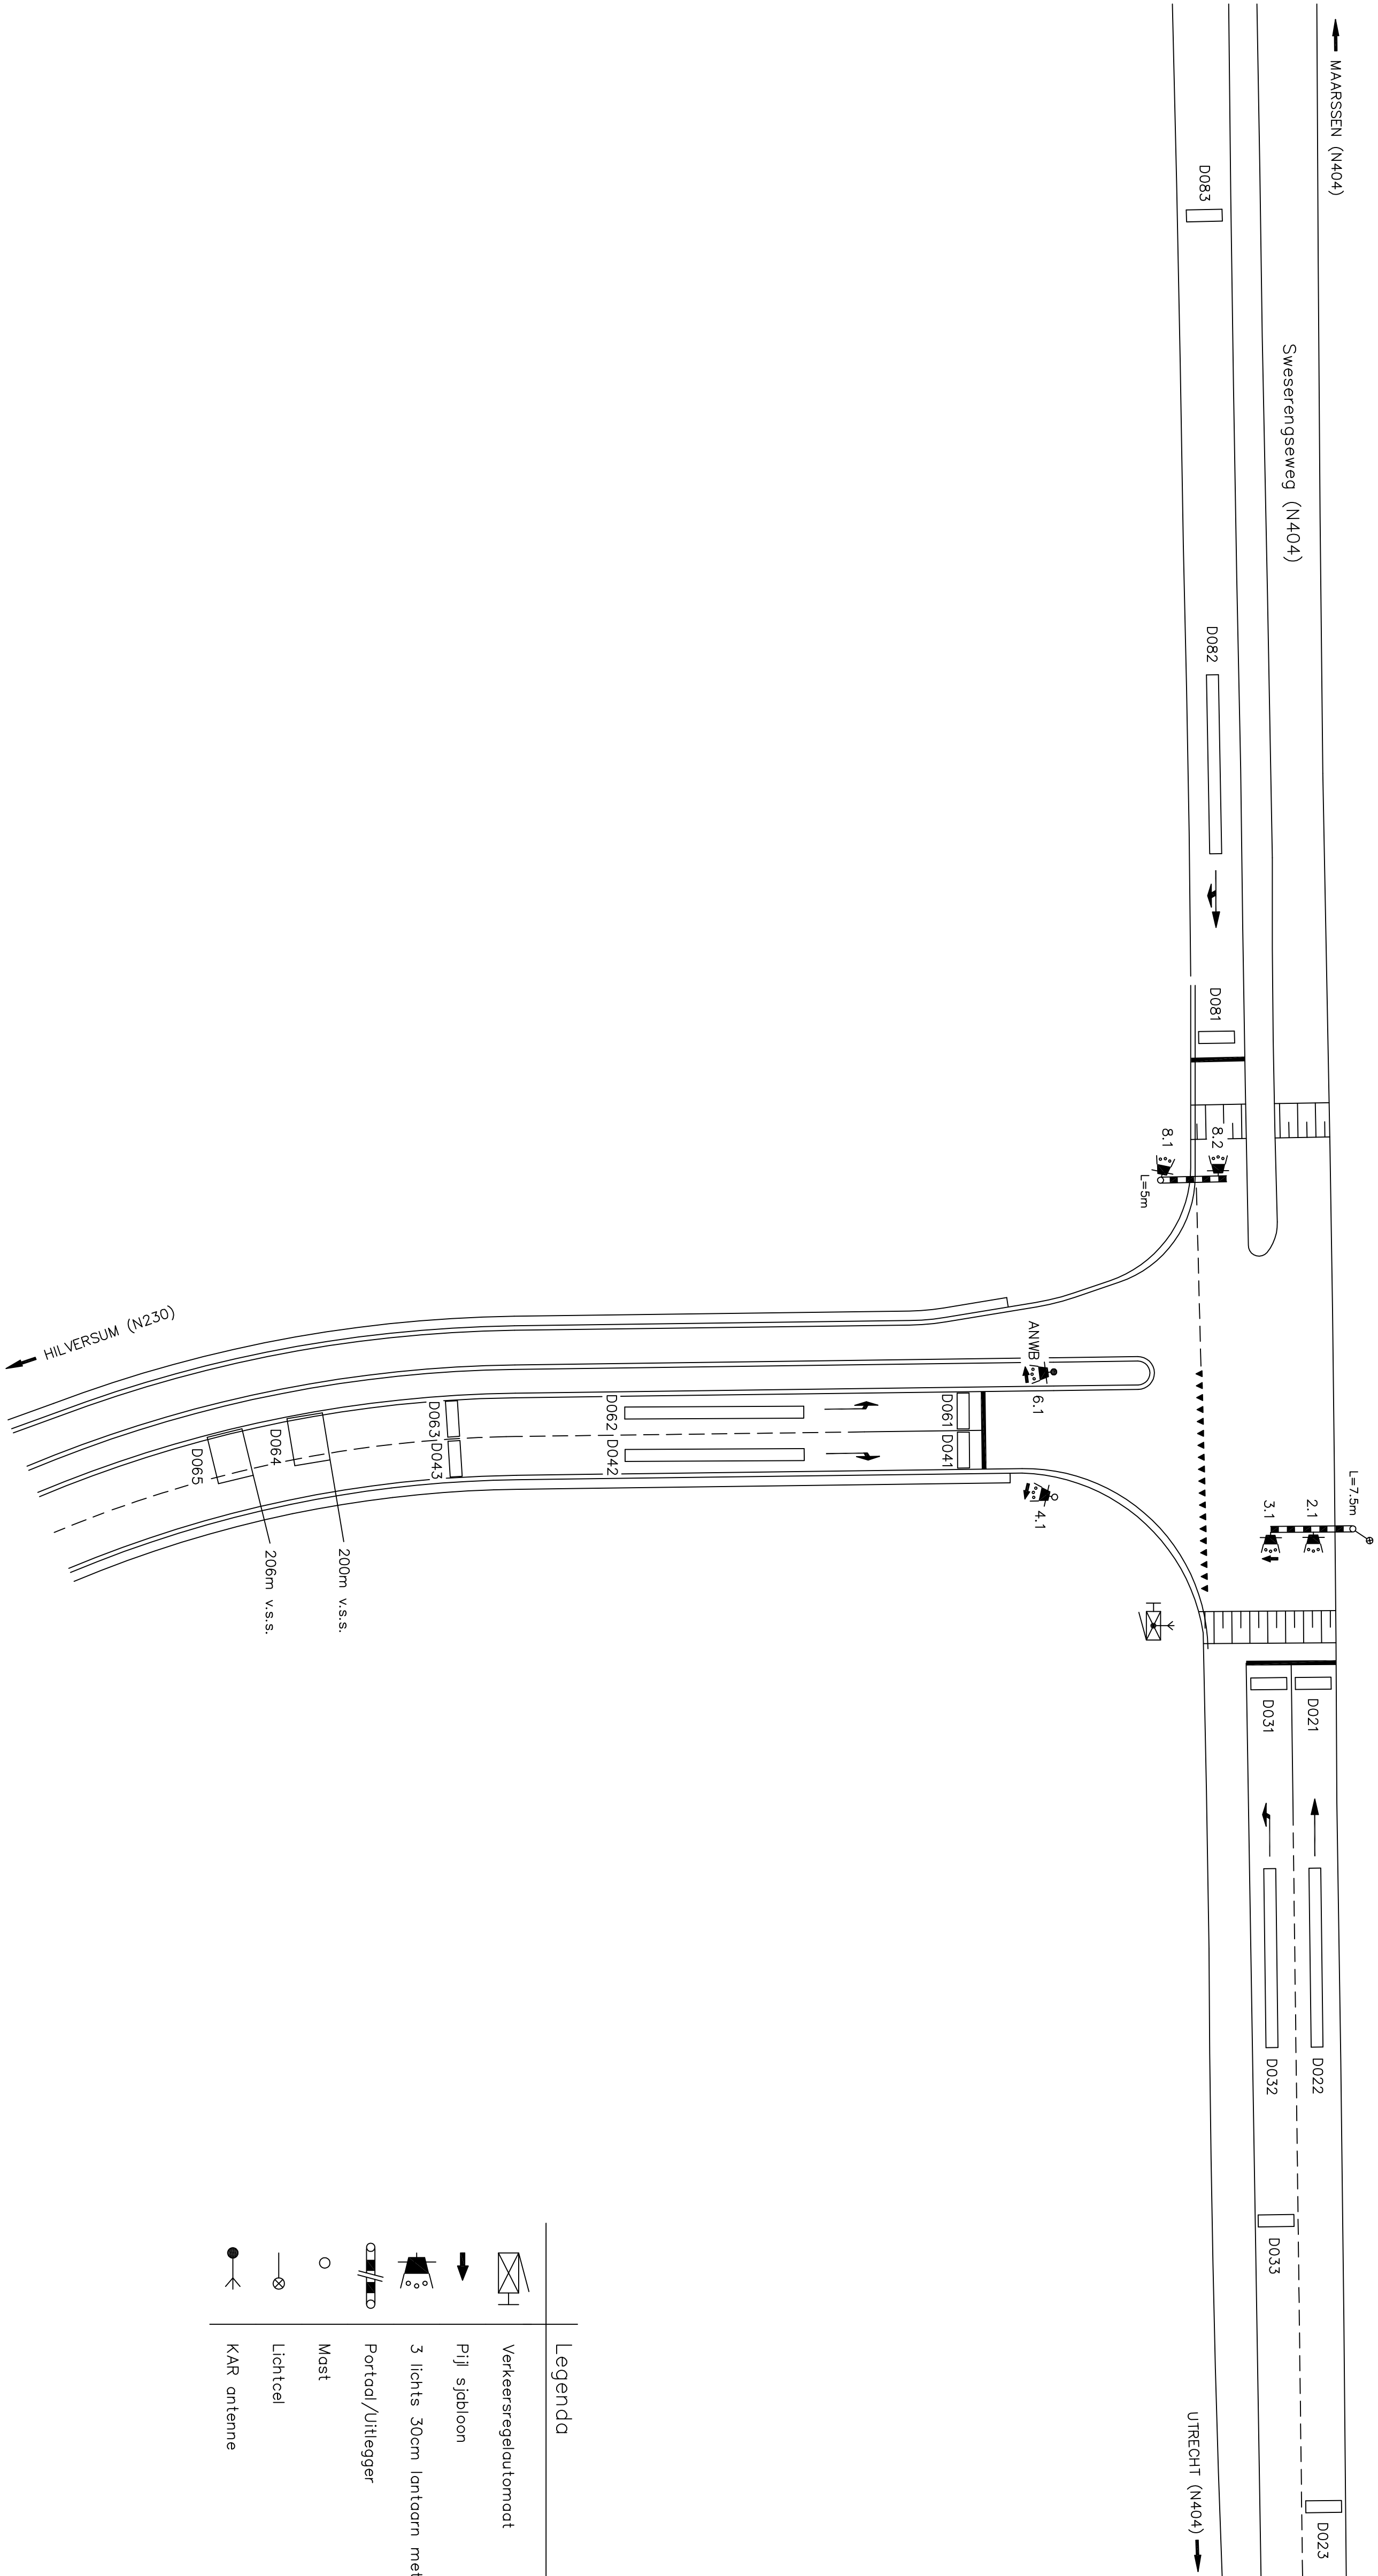 MAARSSEN (N404)
D083
Sweserengseweg (N404)
D082
D081
8.1
8.2
L=5m
HILVERSUM (N230)
ANWB
6.1
D061
D041
D062
D042
D063
D043
D064
D065
4.1
200m v.s.s.
206m v.s.s.
L=7.5m
3.1
2.1
D031
D021
D032
D022
D033
D023
UTRECHT (N404)
Legenda
Verkeersregelautomaat
Pijl sjabloon
3 lichts 30cm lantaarn met
Portaal/Uitlegger
Mast
Lichtcel
KAR antenne